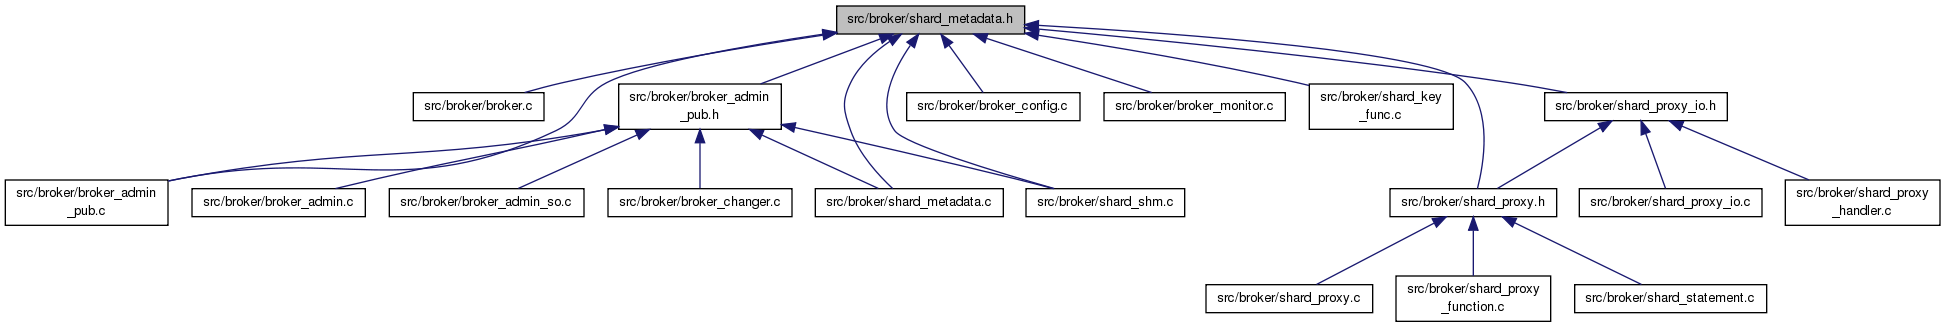 src/broker/shard_metadata.h
src/broker/broker.c
src/broker/broker_admin
_pub.h
src/broker/broker_config.c
src/broker/broker_monitor.c
src/broker/shard_key
_func.c
src/broker/shard_proxy_io.h
src/broker/broker_admin
_pub.c
src/broker/broker_admin.c
src/broker/broker_admin_so.c
src/broker/broker_changer.c
src/broker/shard_metadata.c
src/broker/shard_shm.c
src/broker/shard_proxy.h
src/broker/shard_proxy_io.c
src/broker/shard_proxy
_handler.c
src/broker/shard_proxy.c
src/broker/shard_proxy
_function.c
src/broker/shard_statement.c